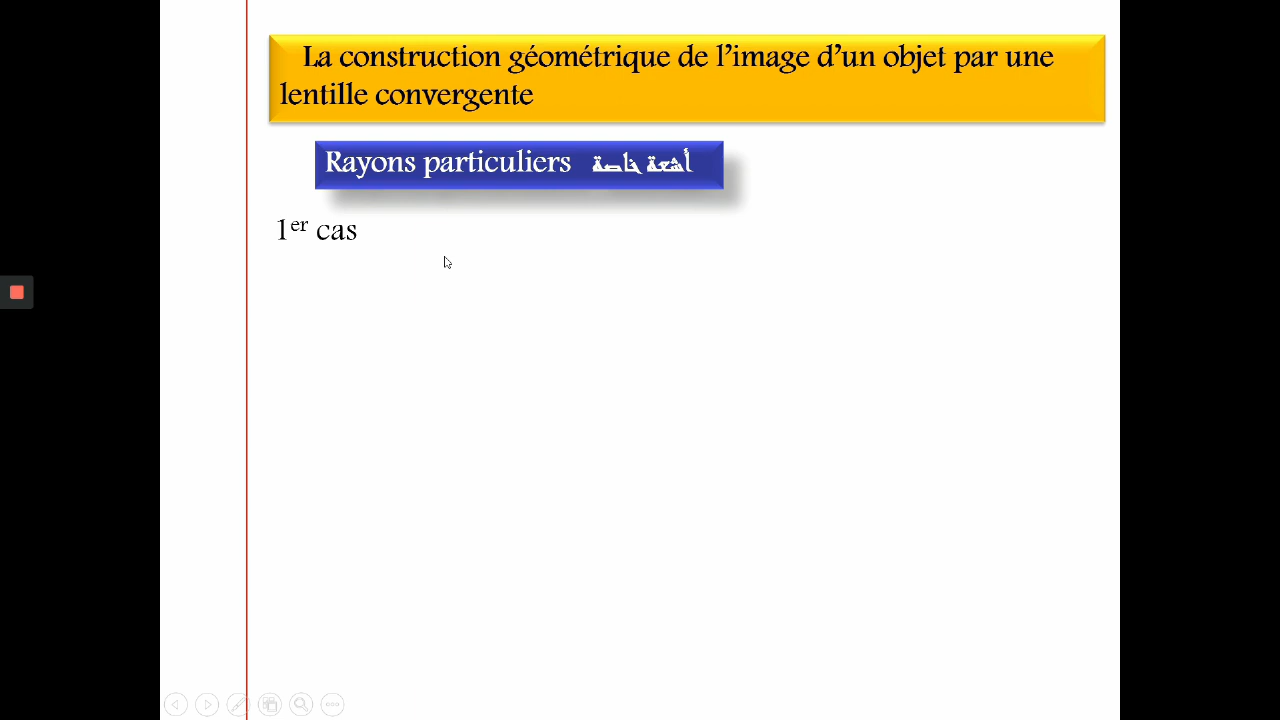 La construction géométrique de l’image d’un objet par une
lentille convergente
Rayons particuliers أشعة خاصة
1er cas